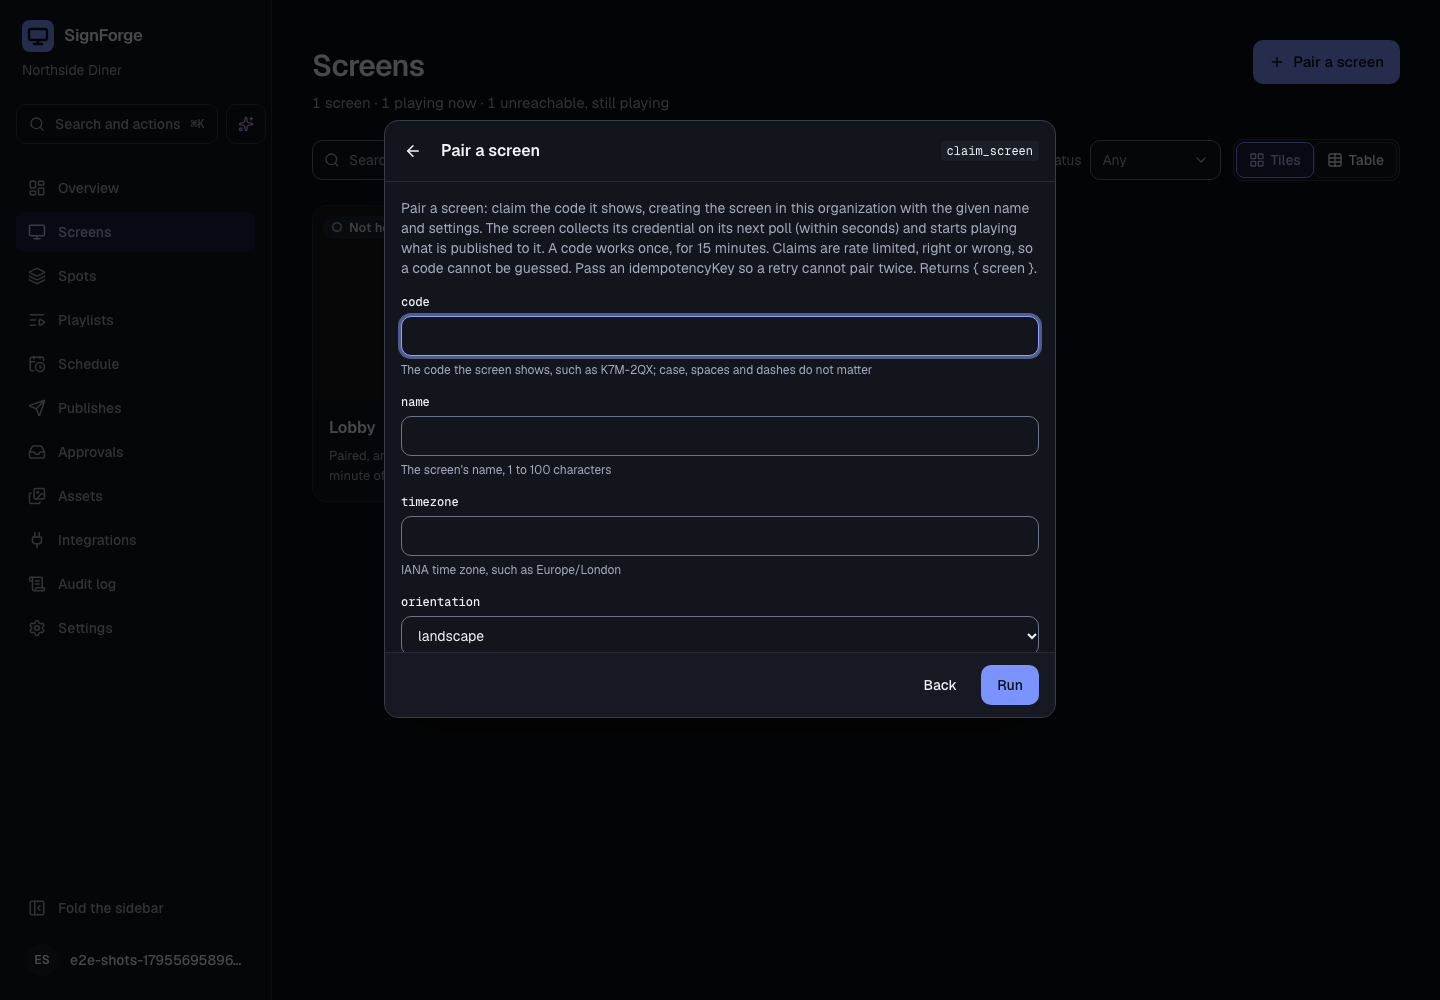 SignForge
Northside Diner
Search and actions ⌘K
Overview
Screens
Spots
Playlists
Schedule
Publishes
Approvals
Assets
Integrations
Audit log
Settings
Fold the sidebar
ES e2e-shots-17955695896…
Screens
+ Pair a screen
1 screen · 1 playing now · 1 unreachable, still playing
Any
Tiles
Table
Lobby
Paired,
minute
Pair a screen
claim_screen
Pair a screen: claim the code it shows, creating the screen in this organization with the given name
and settings. The screen collects its credential on its next poll (within seconds) and starts playing
what is published to it. A code works once, for 15 minutes. Claims are rate limited, right or wrong, so
a code cannot be guessed. Pass an idempotencyKey so a retry cannot pair twice. Returns { screen }.
code
The code the screen shows, such as K7M-2QX; case, spaces and dashes do not matter
name
The screen's name, 1 to 100 characters
timezone
IANA time zone, such as Europe/London
orientation
landscape
Back
Run